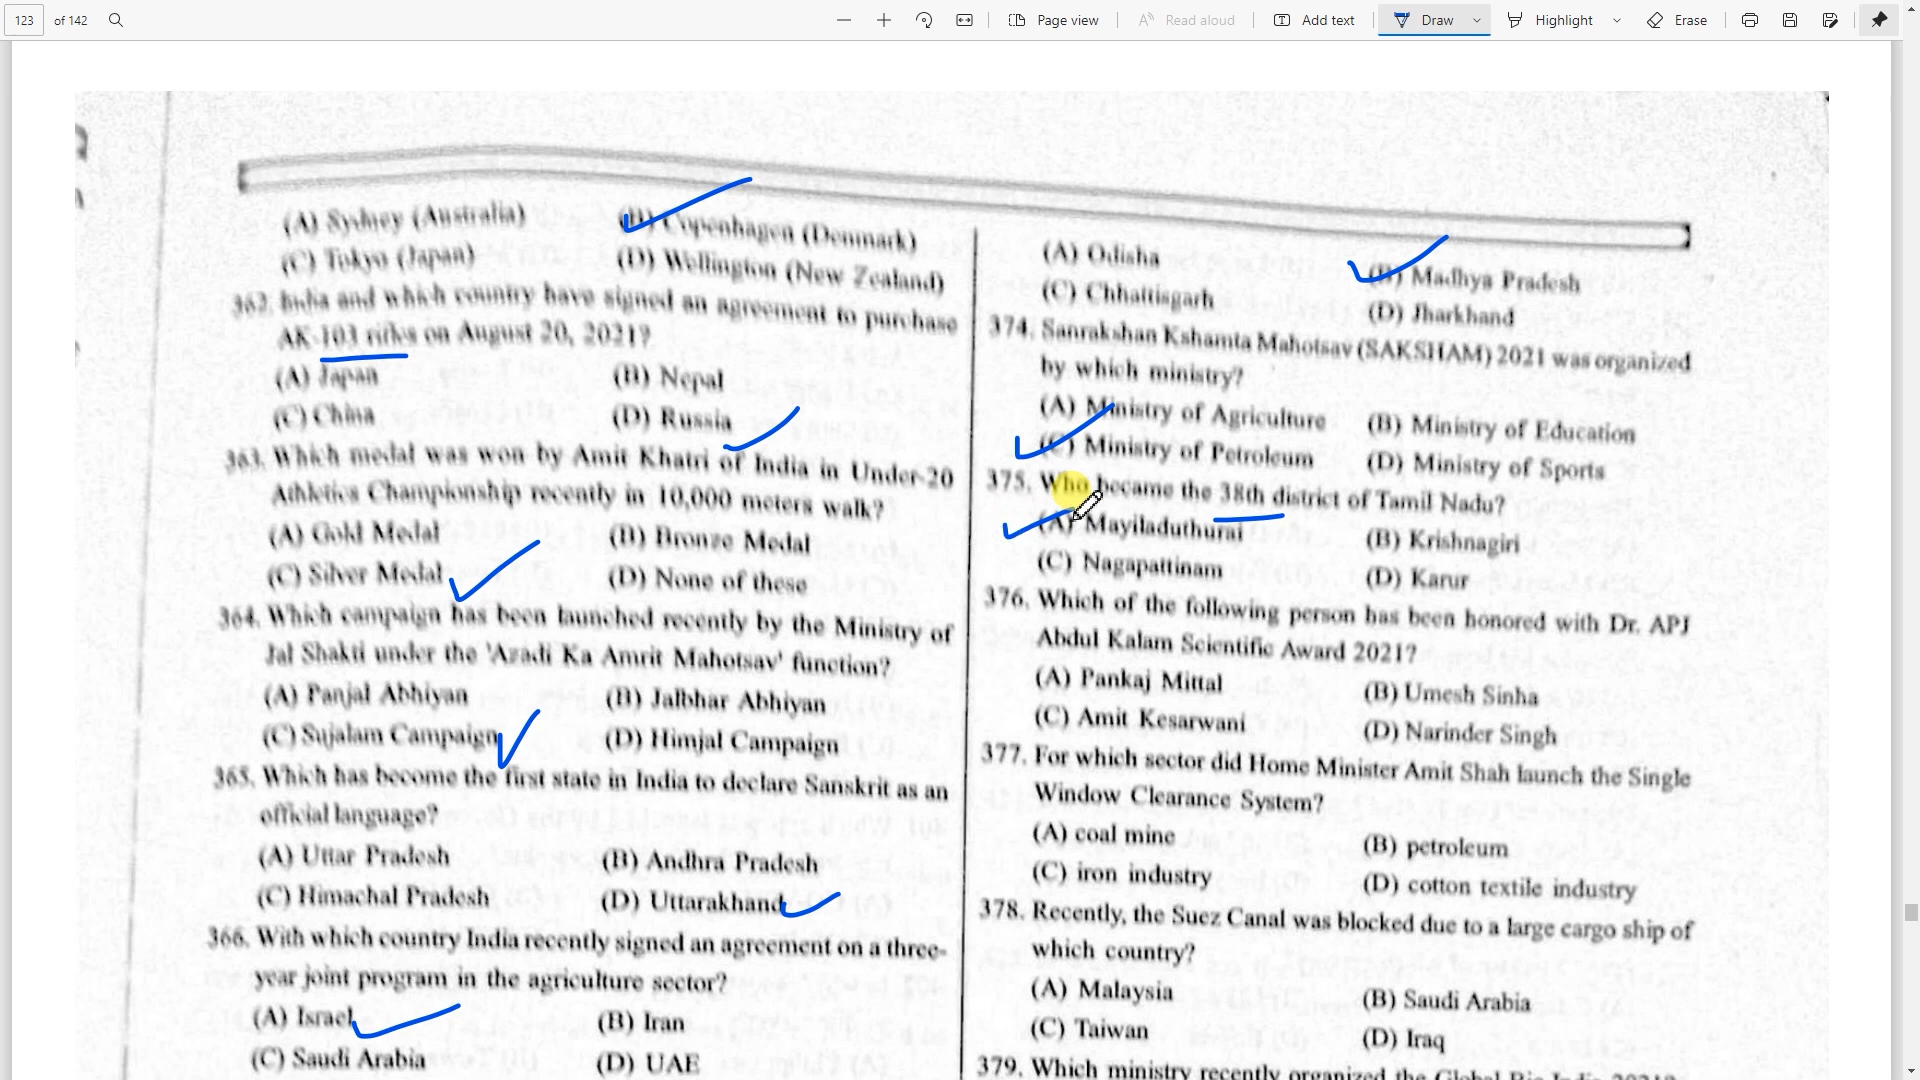 123 of 142
Page view
Read aloud
Add text
Draw
Highlight
Erase
(A) Sydney (Australia) (B) Copenhagen (Denmark)
(C) Tokyo (Japan) (D) Wellington (New Zealand)
362. India and which country have signed an agreement to purchase
AK-103 rifles on August 20, 2021?
(A) Japan (B) Nepal
(C) China (D) Russia
363. Which medal was won by Amit Khatri of India in Under-20
Athletics Championship recently in 10,000 meters walk?
(A) Gold Medal (B) Bronze Medal
(C) Silver Medal (D) None of these
364. Which campaign has been launched recently by the Ministry of
Jal Shakti under the 'Azadi Ka Amrit Mahotsav' function?
(A) Panjal Abhiyan (B) Jalbhar Abhiyan
(C) Sujalam Campaign (D) Himjal Campaign
365. Which has become the first state in India to declare Sanskrit as an
official language?
(A) Uttar Pradesh (B) Andhra Pradesh
(C) Himachal Pradesh (D) Uttarakhand
366. With which country India recently signed an agreement on a three-
year joint program in the agriculture sector?
(A) Israel (B) Iran
(C) Saudi Arabia (D) UAE
(A) Odisha (B) Madhya Pradesh
(C) Chhattisgarh (D) Jharkhand
374. Sanrakshan Kshamta Mahotsav (SAKSHAM) 2021 was organized
by which ministry?
(A) Ministry of Agriculture (B) Ministry of Education
(C) Ministry of Petroleum (D) Ministry of Sports
375. Who became the 38th district of Tamil Nadu?
(A) Mayiladuthurai (B) Krishnagiri
(C) Nagapattinam (D) Karur
376. Which of the following person has been honored with Dr. APJ
Abdul Kalam Scientific Award 2021?
(A) Pankaj Mittal (B) Umesh Sinha
(C) Amit Kesarwani (D) Narinder Singh
377. For which sector did Home Minister Amit Shah launch the Single
Window Clearance System?
(A) coal mine (B) petroleum
(C) iron industry (D) cotton textile industry
378. Recently, the Suez Canal was blocked due to a large cargo ship of
which country?
(A) Malaysia (B) Saudi Arabia
(C) Taiwan (D) Iraq
379. Which ministry recently organized the Global Bio India 2021?